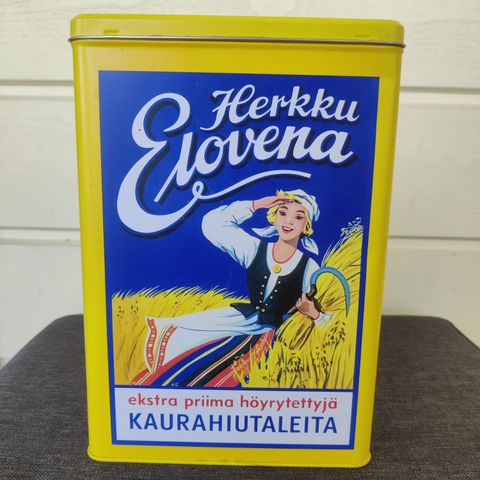 Herkku
Elovena
ekstra priima höyrytettyjä
KAURAHIUTALEITA